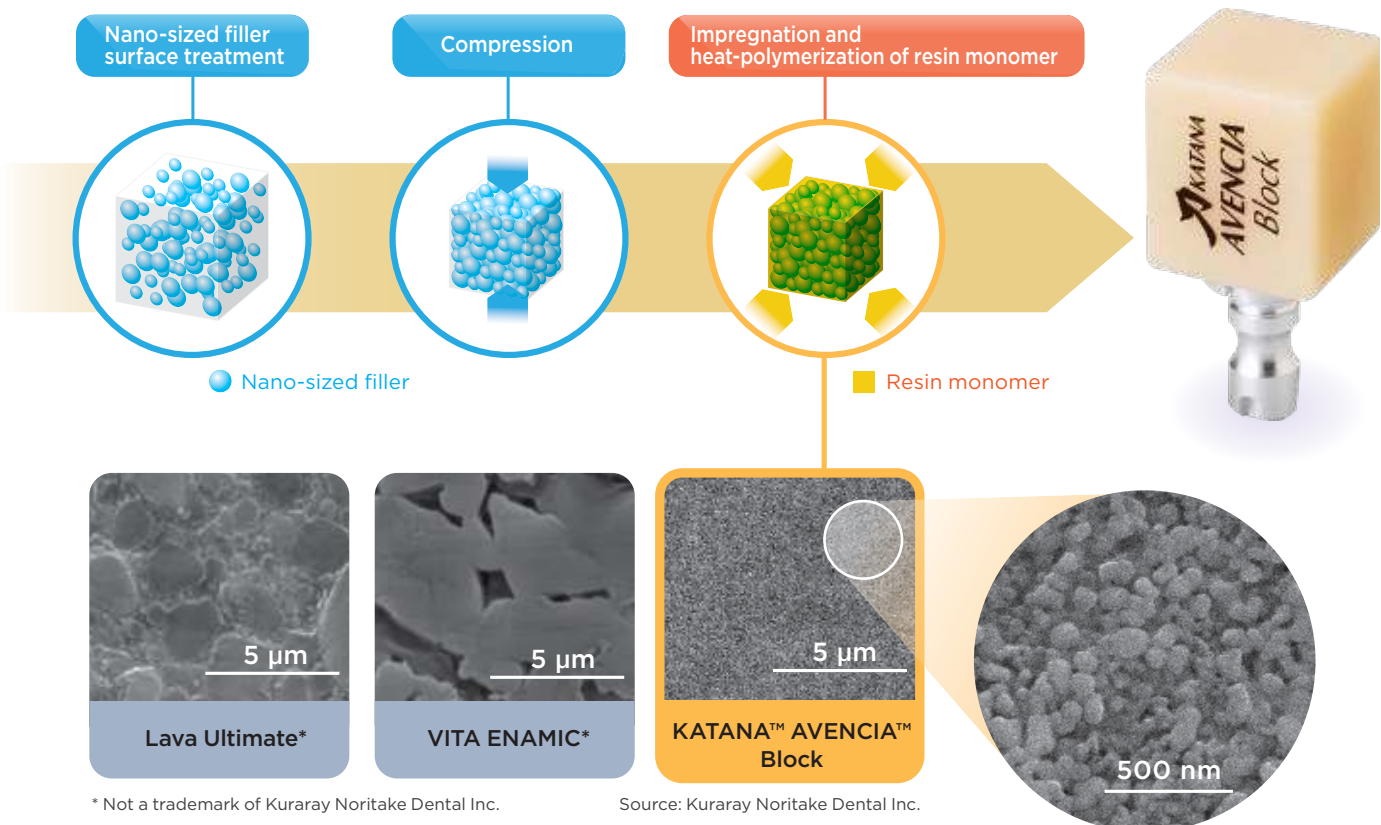 Nano-sized filler
surface treatment
Compression
Impregnation and
heat-polymerization of resin monomer
KATANA
AVENCIA
Block
Nano-sized filler
Resin monomer
5 µm
Lava Ultimate*
5 µm
VITA ENAMIC*
5 µm
KATANA™ AVENCIA™
Block
500 nm
* Not a trademark of Kuraray Noritake Dental Inc.
Source: Kuraray Noritake Dental Inc.